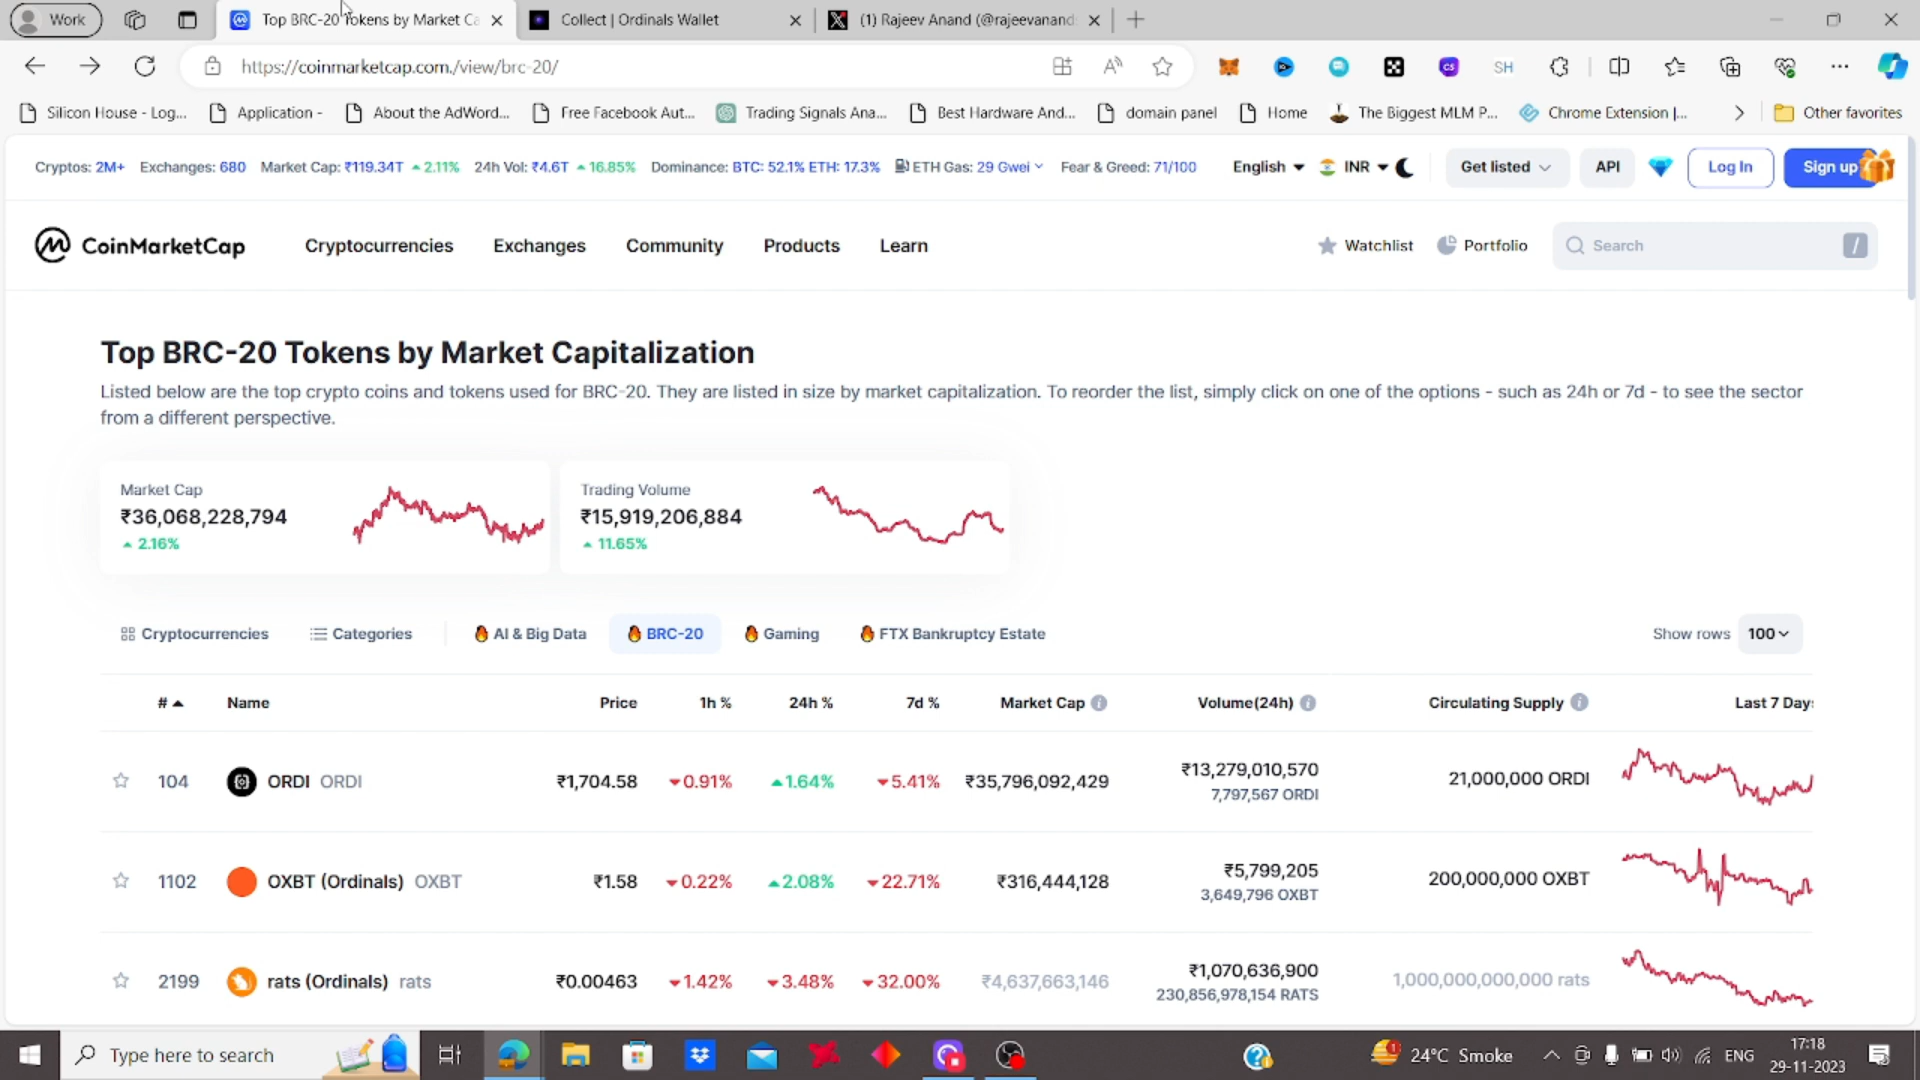 Work
Top BRC-20 Tokens by Market Ca
Collect | Ordinals Wallet
(1) Rajeev Anand (@rajeevanand
https://coinmarketcap.com./view/brc-20/
SH
Silicon House - Log...
Application -
About the AdWord...
Free Facebook Aut...
Trading Signals Ana...
Best Hardware And...
domain panel
Home
The Biggest MLM P...
Chrome Extension |...
Other favorites
Cryptos: 2M+ Exchanges: 680 Market Cap: ₹119.34T 2.11% 24h Vol: ₹4.6T 16.85% Dominance: BTC: 52.1% ETH: 17.3% ETH Gas: 29 Gwei Fear & Greed: 71/100
English INR Get listed API Log In Sign up
CoinMarketCap
Cryptocurrencies Exchanges Community Products Learn
Watchlist Portfolio Search /
Top BRC-20 Tokens by Market Capitalization
Listed below are the top crypto coins and tokens used for BRC-20. They are listed in size by market capitalization. To reorder the list, simply click on one of the options - such as 24h or 7d - to see the sector
from a different perspective.
Market Cap
₹36,068,228,794
2.16%
Trading Volume
₹15,919,206,884
11.65%
Cryptocurrencies Categories AI & Big Data BRC-20 Gaming FTX Bankruptcy Estate Show rows 100
# Name Price 1h % 24h % 7d % Market Cap Volume(24h) Circulating Supply Last 7 Days
104 ORDI ORDI ₹1,704.58 0.91% 1.64% 5.41% ₹35,796,092,429 ₹13,279,010,570 21,000,000 ORDI
7,797,567 ORDI
1102 OXBT (Ordinals) OXBT ₹1.58 0.22% 2.08% 22.71% ₹316,444,128 ₹5,799,205 200,000,000 OXBT
3,649,796 OXBT
2199 rats (Ordinals) rats ₹0.00463 1.42% 3.48% 32.00% ₹4,637,663,146 ₹1,070,636,900 1,000,000,000,000 rats
230,856,978,154 RATS
Type here to search
24°C Smoke
ENG
17:18
29-11-2023